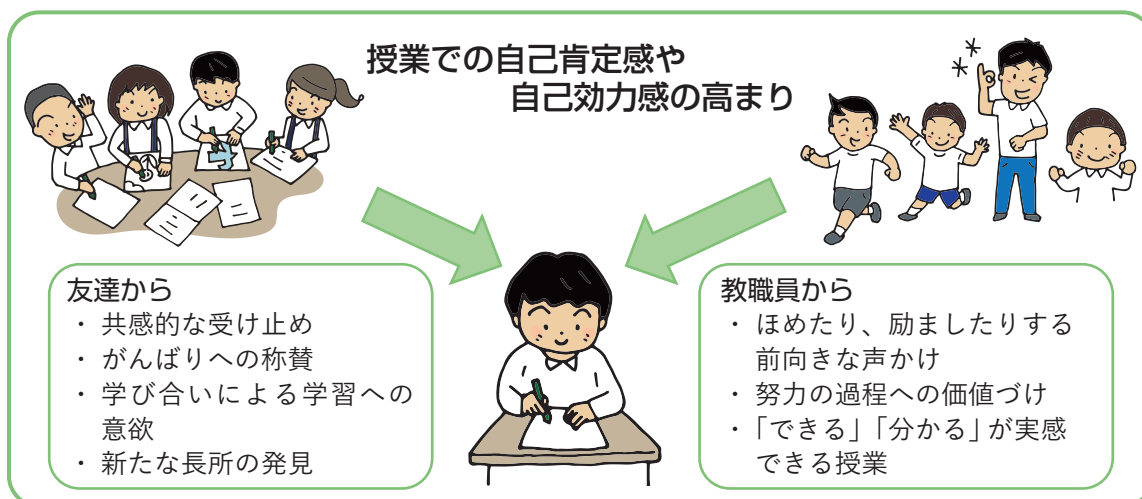 授業での自己肯定感や
自己効力感の高まり
友達から
・ 共感的な受け止め
・ がんばりへの称賛
・ 学び合いによる学習への
意欲
・ 新たな長所の発見
教職員から
・ ほめたり、励ましたりする
前向きな声かけ
・ 努力の過程への価値づけ
・「できる」「分かる」が実感
できる授業